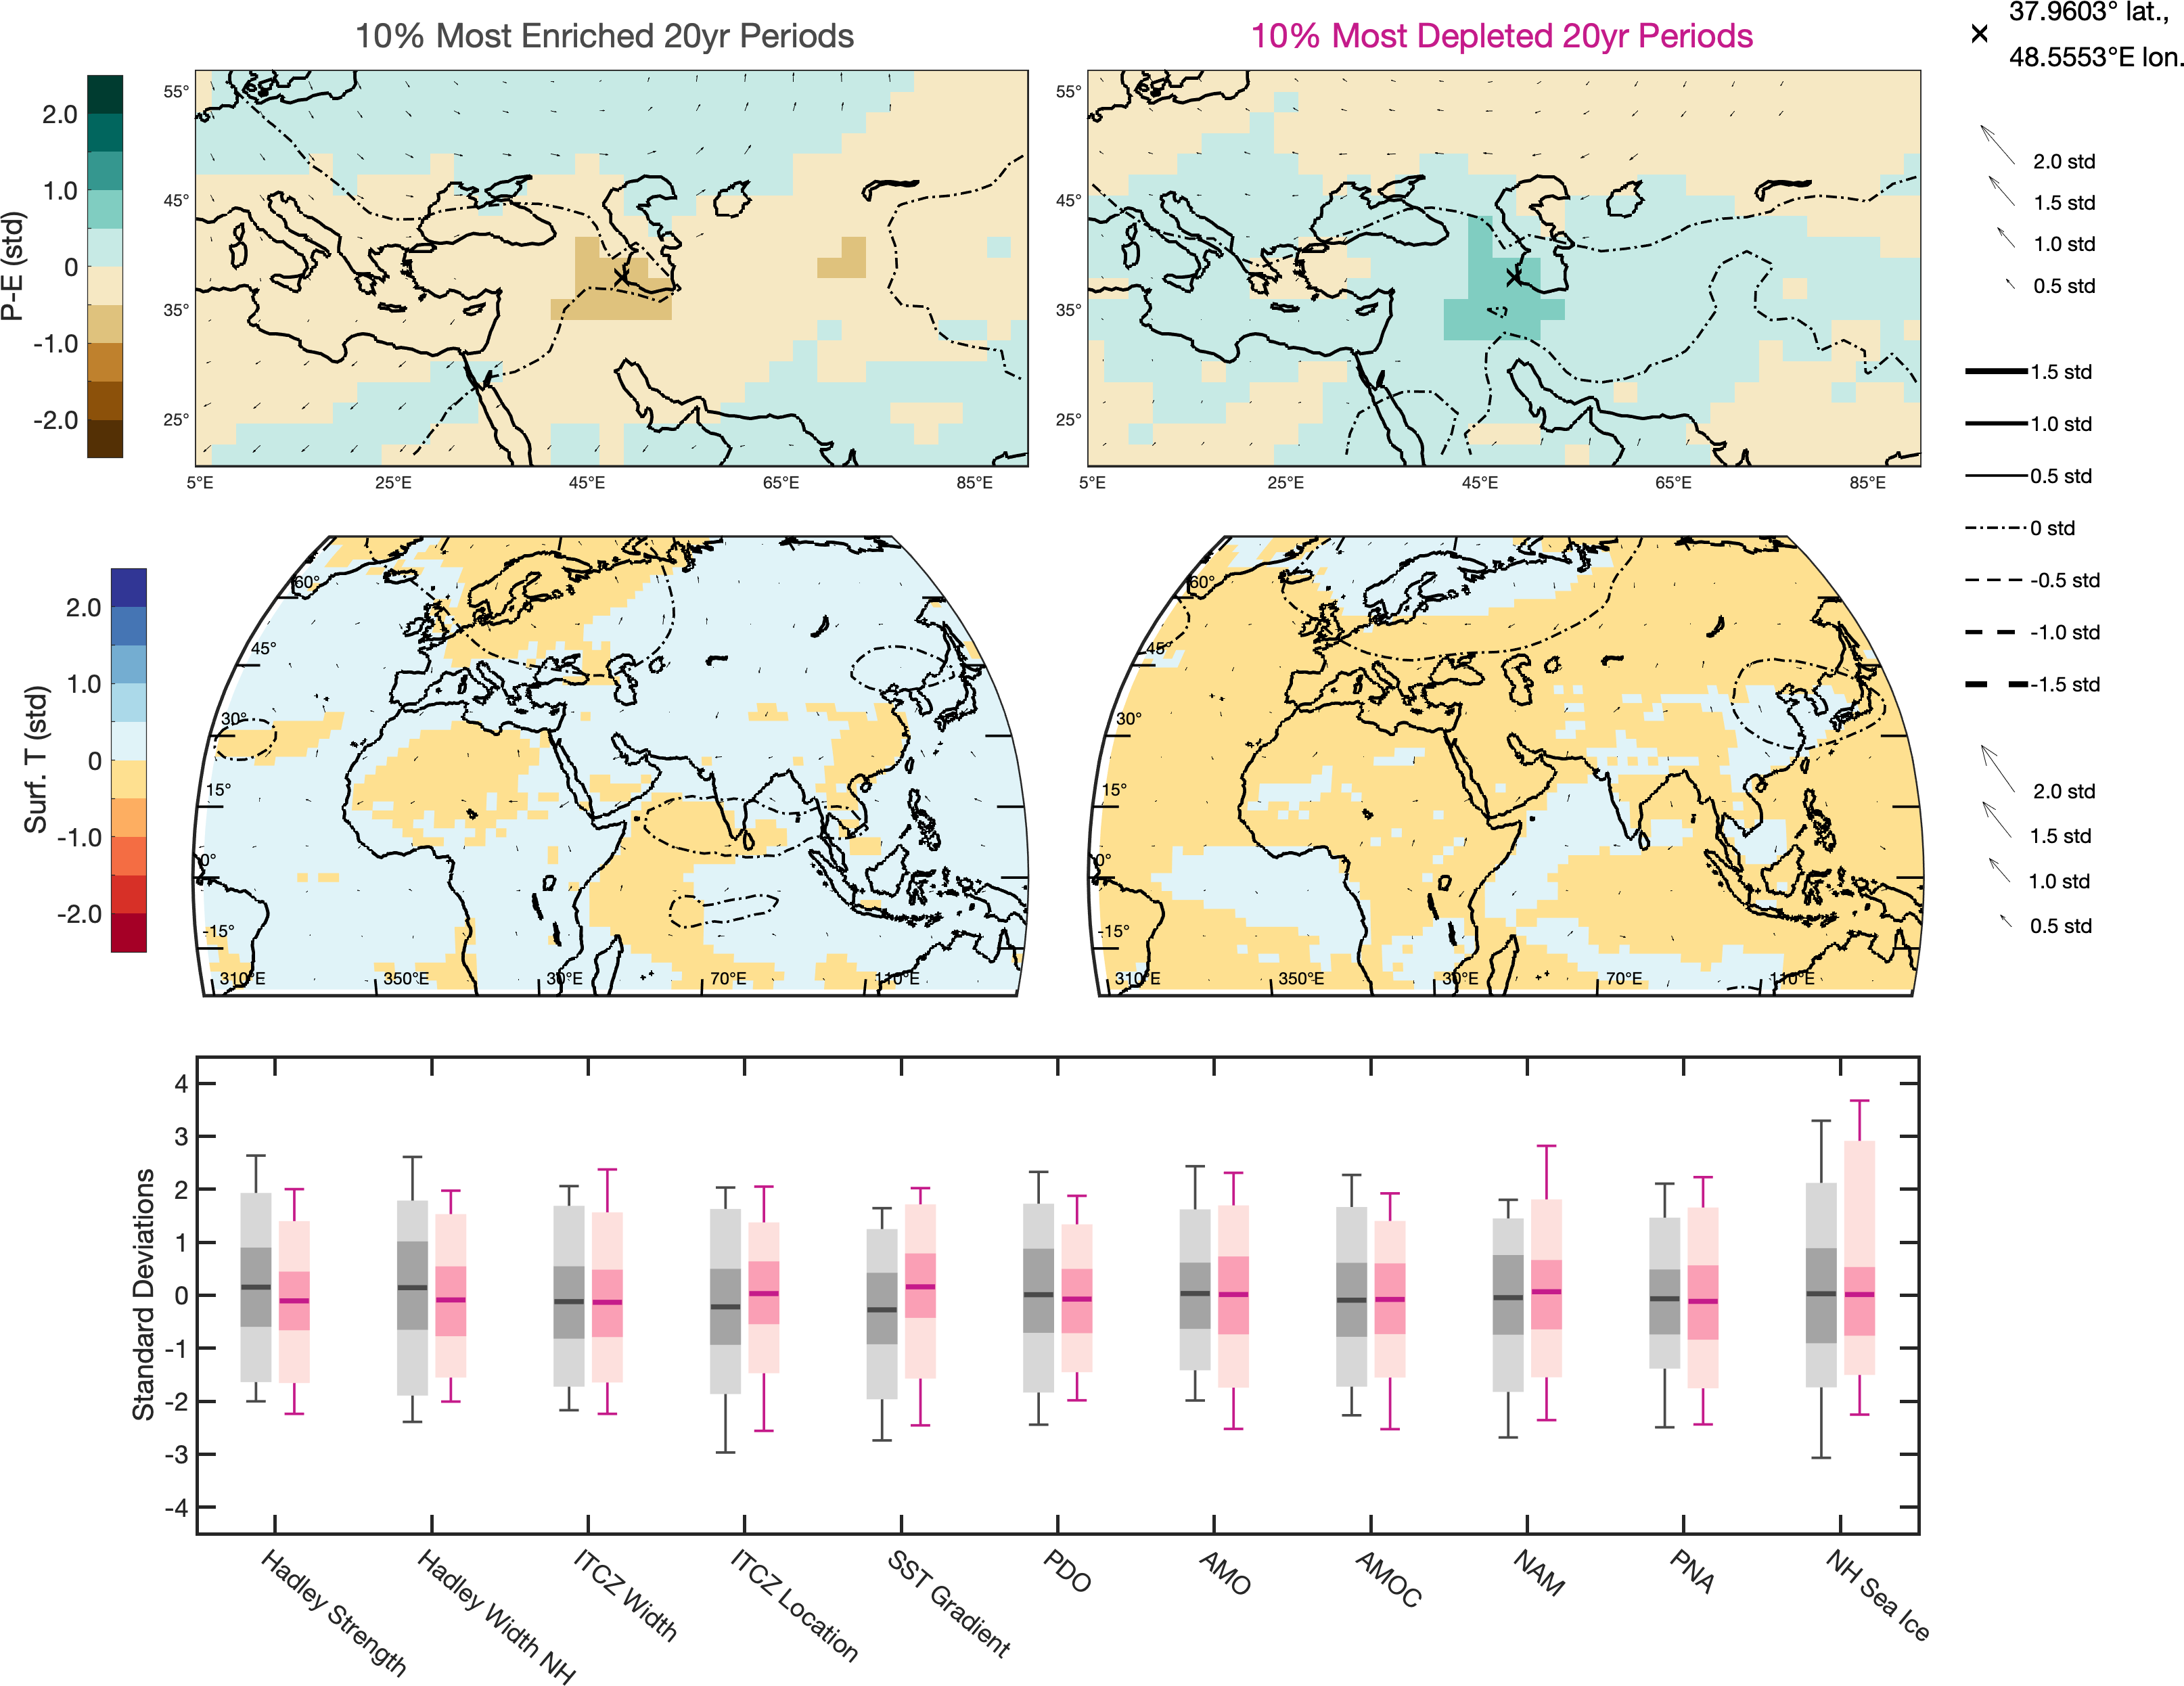 10% Most Enriched 20yr Periods
10% Most Depleted 20yr Periods
37.9603° lat.,
48.5553°E lon.
P-E (std)
2.0
1.0
0
-1.0
-2.0
55°
45°
35°
25°
5°E 25°E 45°E 65°E 85°E
55°
45°
35°
25°
5°E 25°E 45°E 65°E 85°E
2.0 std
1.5 std
1.0 std
0.5 std
1.5 std
1.0 std
0.5 std
0 std
-0.5 std
-1.0 std
-1.5 std
2.0 std
1.5 std
1.0 std
0.5 std
Surf. T (std)
2.0
1.0
0
-1.0
-2.0
60°
45°
30°
15°
0°
-15°
310°E 350°E 30°E 70°E 110°E
60°
45°
30°
15°
0°
-15°
310°E 350°E 30°E 70°E 110°E
Standard Deviations
4
3
2
1
0
-1
-2
-3
-4
Hadley Strength
Hadley Width NH
ITCZ Width
ITCZ Location
SST Gradient
PDO
AMO
AMOC
NAM
PNA
NH Sea Ice